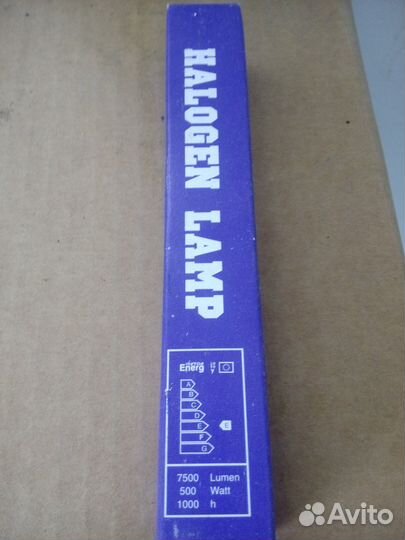 HALOGEN LAMP
Energ
A
B
C
D
E
F
G
E
7500 Lumen
500 Watt
1000 h
Avito